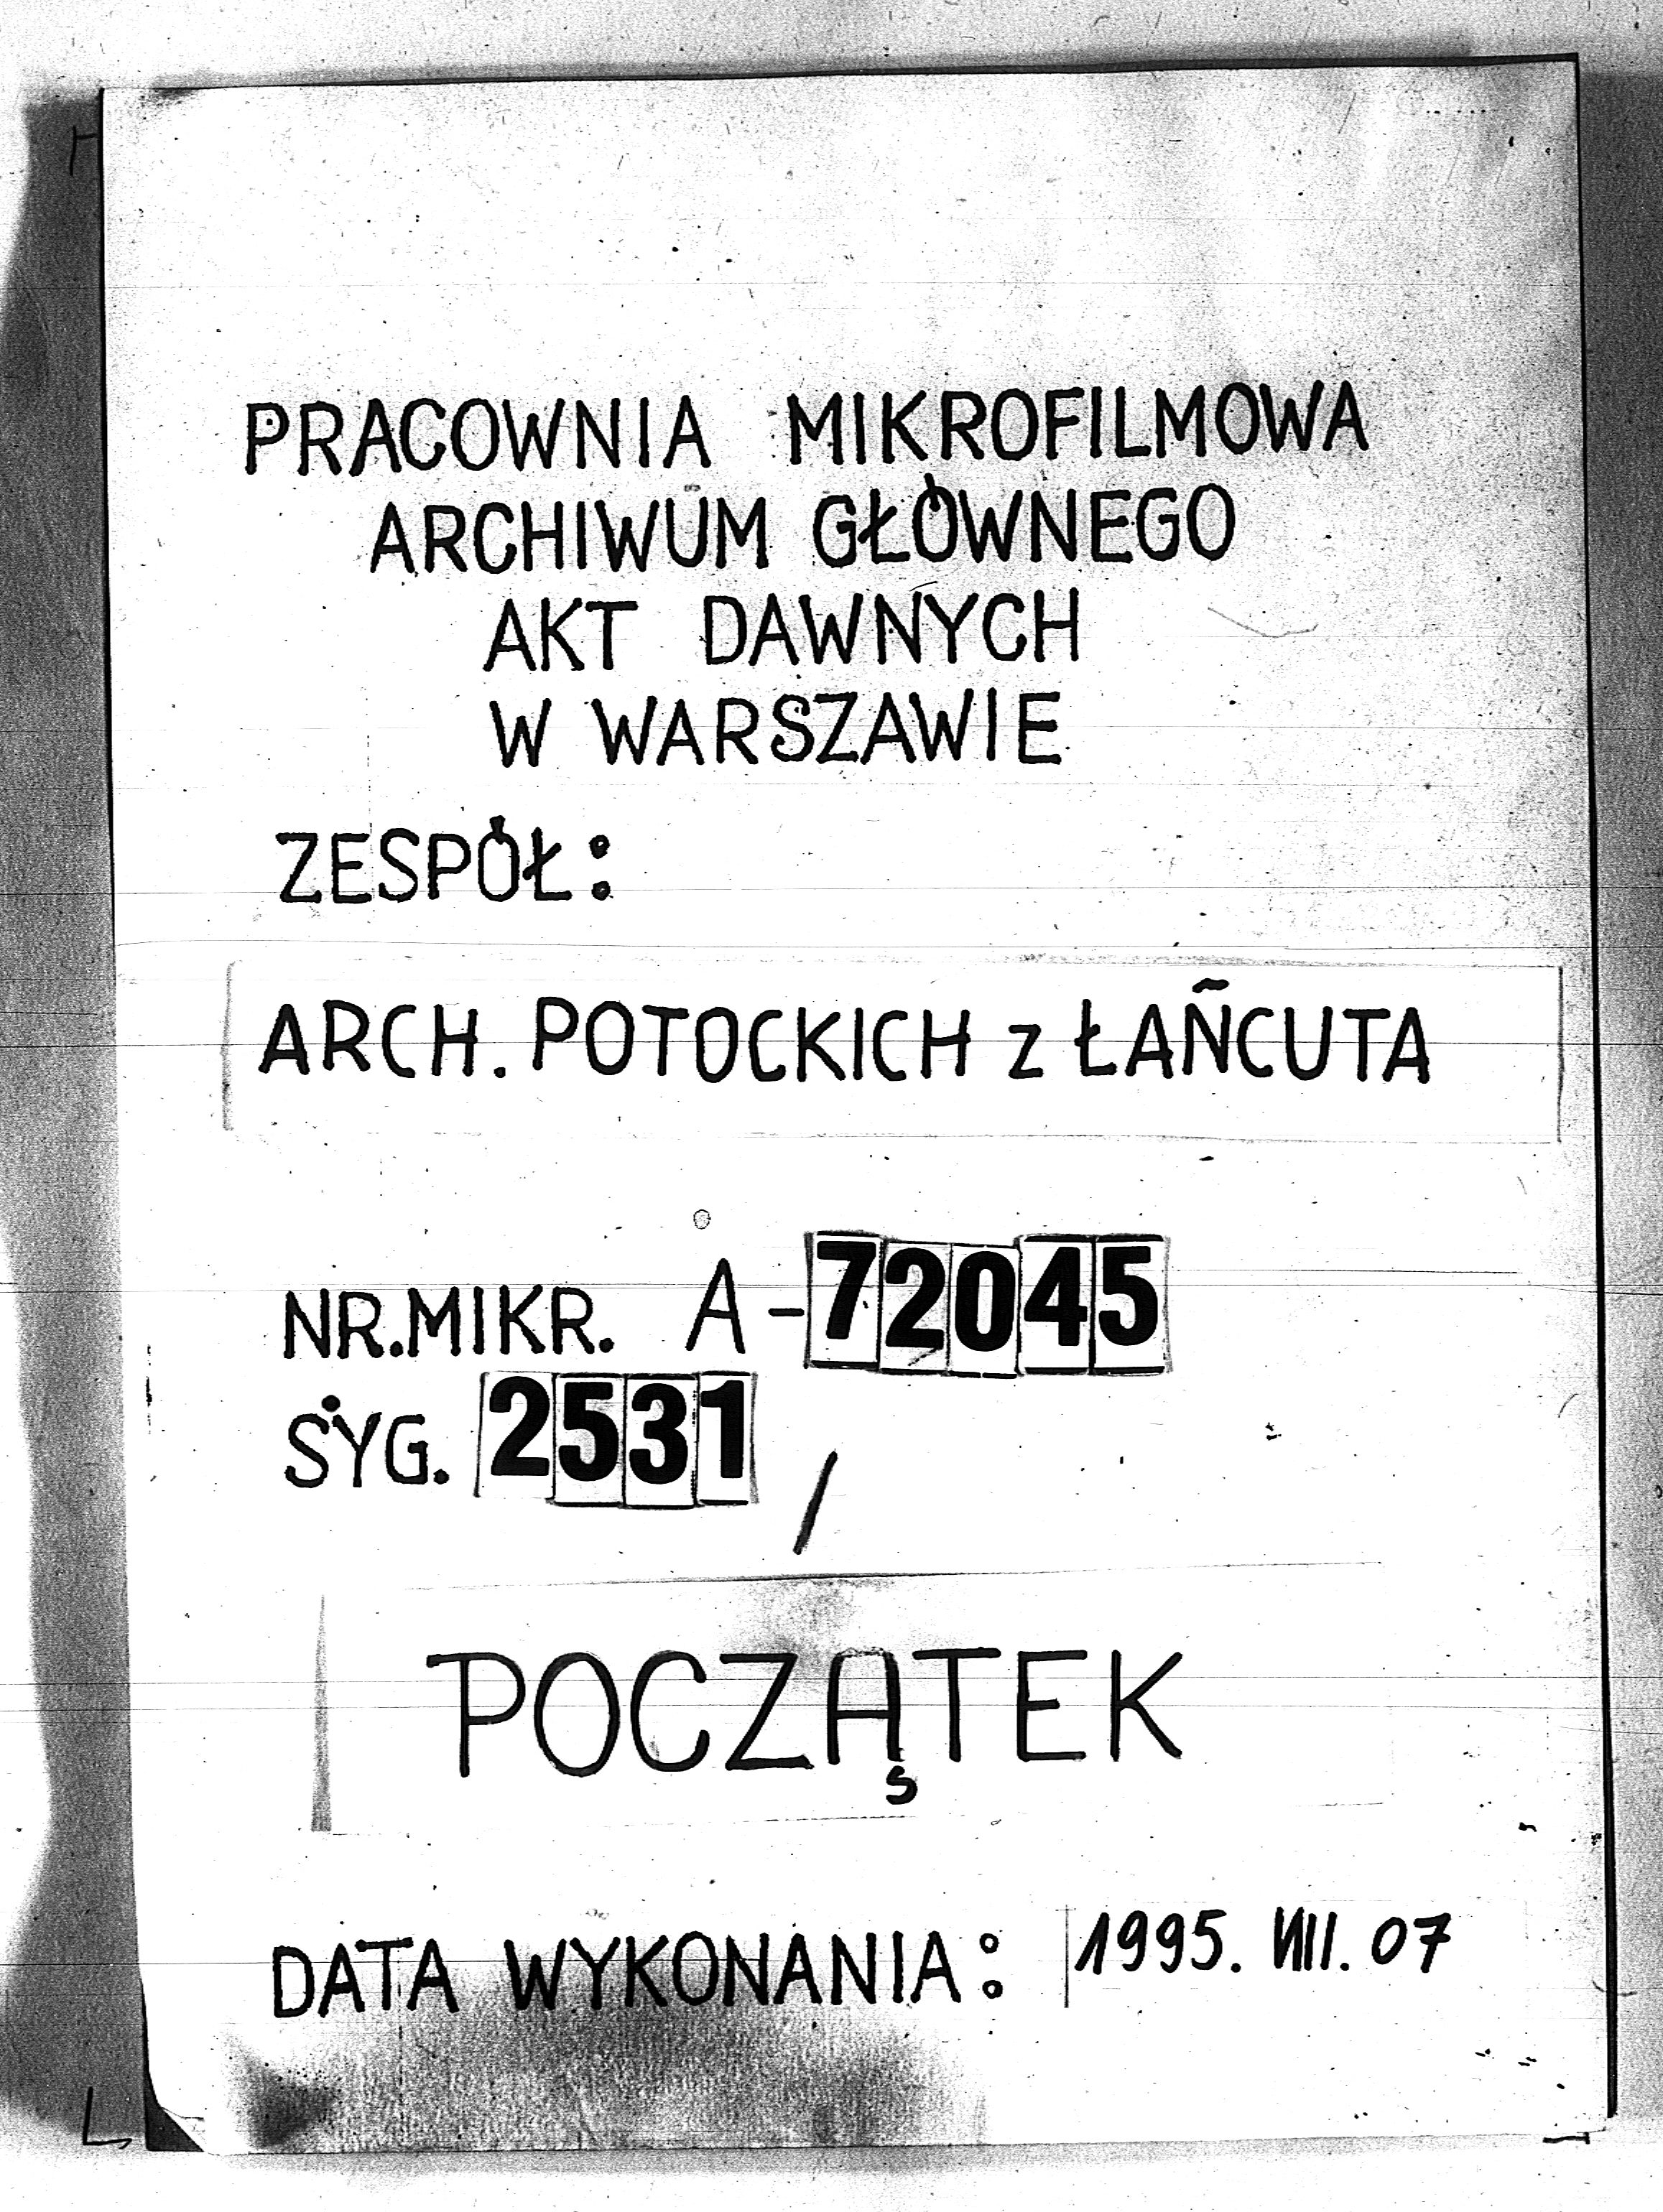 PRACOWNIA MIKROFILMOWA
ARCHIWUM GŁÓWNEGO
AKT DAWNYCH
W WARSZAWIE
ZESPÓŁ:
ARCH. POTOCKICH z ŁAŃCUTA
NR.MIKR. A-72045
SYG. 2531 /
POCZĄTEK
DATA WYKONANIA: 1995. VIII. 07